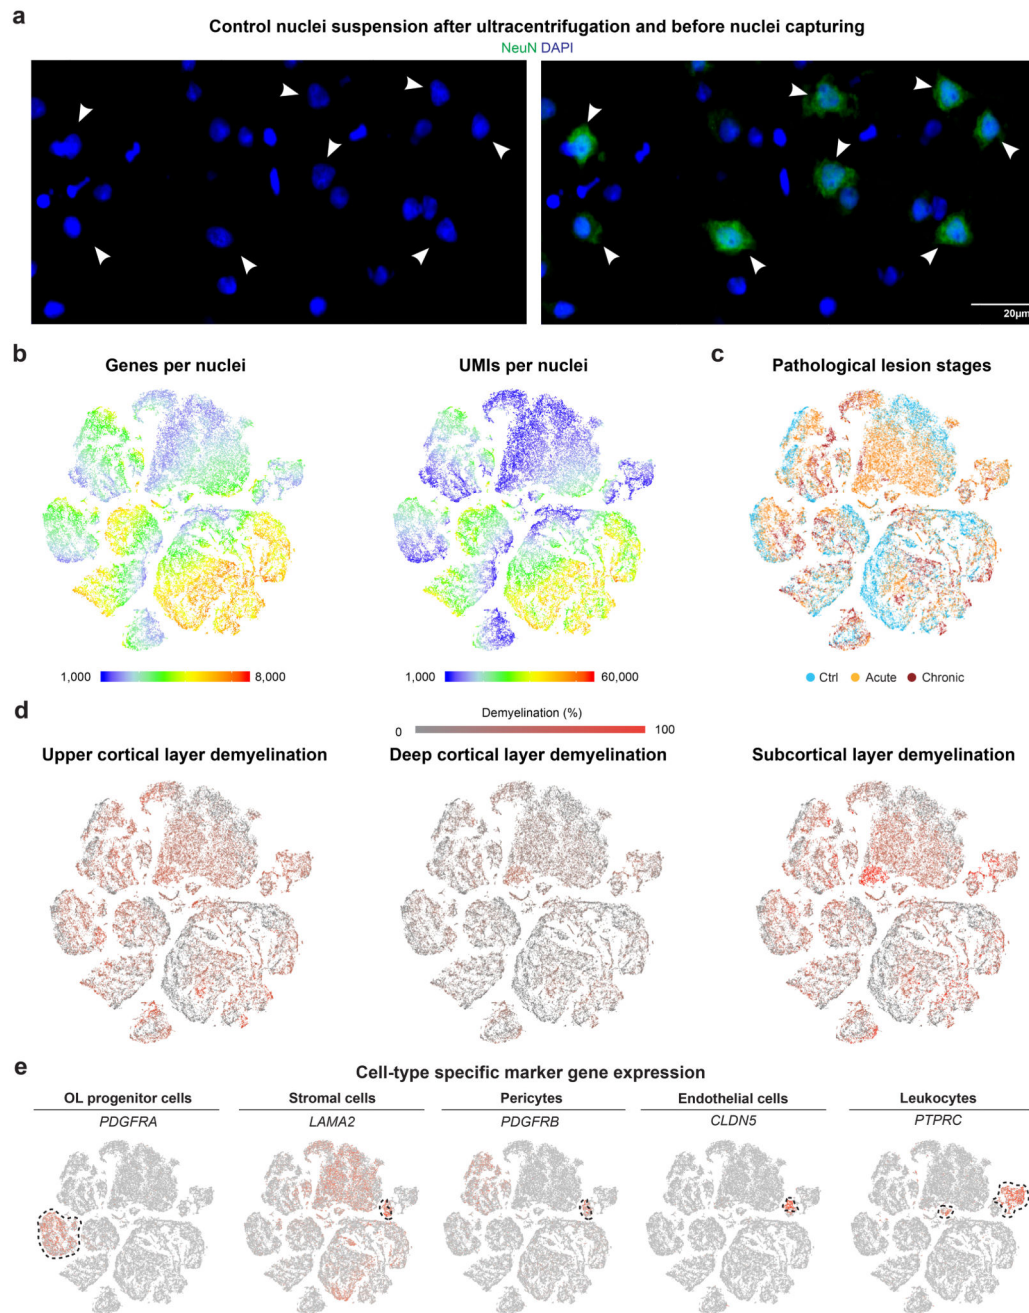 a
Control nuclei suspension after ultracentrifugation and before nuclei capturing
NeuN DAPI
20μm
b
Genes per nuclei
UMIs per nuclei
1,000
8,000
1,000
60,000
c
Pathological lesion stages
Ctrl Acute Chronic
d
Demyelination (%)
0
100
Upper cortical layer demyelination
Deep cortical layer demyelination
Subcortical layer demyelination
e
Cell-type specific marker gene expression
OL progenitor cells
PDGFRA
Stromal cells
LAMA2
Pericytes
PDGFRB
Endothelial cells
CLDN5
Leukocytes
PTPRC